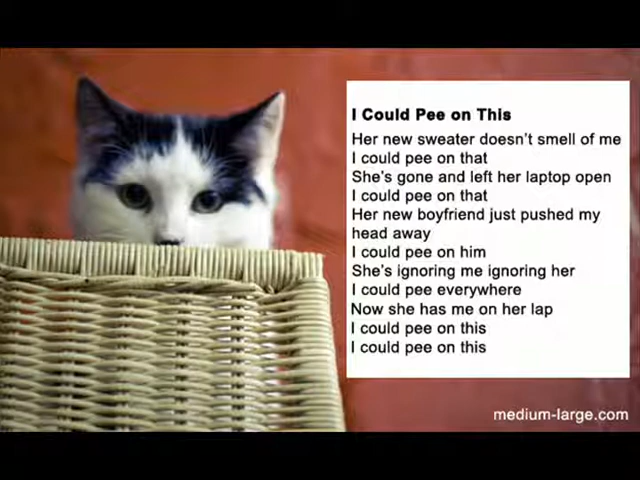 I Could Pee on This
Her new sweater doesn't smell of me
I could pee on that
She's gone and left her laptop open
I could pee on that
Her new boyfriend just pushed my
head away
I could pee on him
She's ignoring me ignoring her
I could pee everywhere
Now she has me on her lap
I could pee on this
I could pee on this
medium-large.com